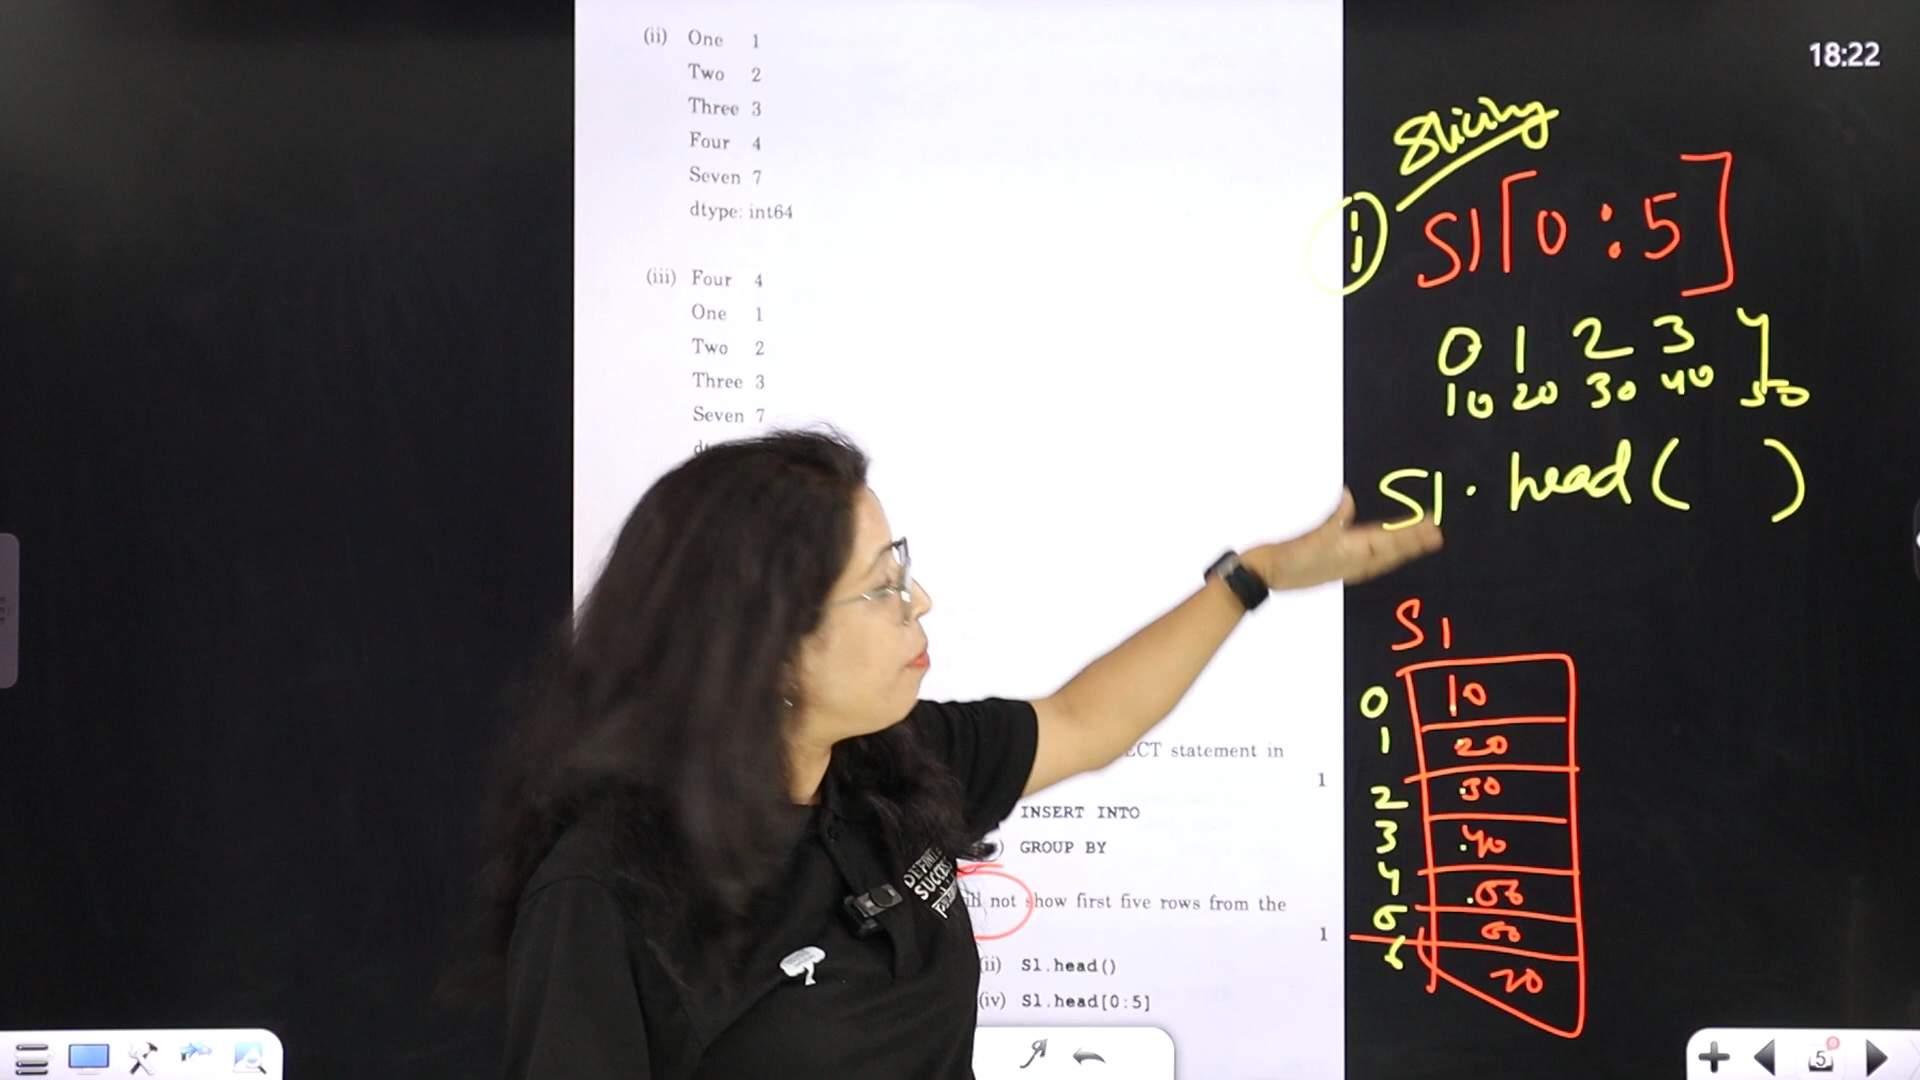 (ii) One 1
Two 2
Three 3
Four 4
Seven 7
dtype: int64
(iii) Four 4
One 1
Two 2
Three 3
Seven 7
ECT statement in
1
INSERT INTO
GROUP BY
not show first five rows from the
1
(ii) S1.head()
(iv) S1.head[0:5]
18:22
Slicing
i S1[0:5]
0 1 2 3 4
10 20 30 40 50
S1.head( )
S1
0 10
1 20
2 30
3 40
4 50
5 60
6 70
SUCCESS
5